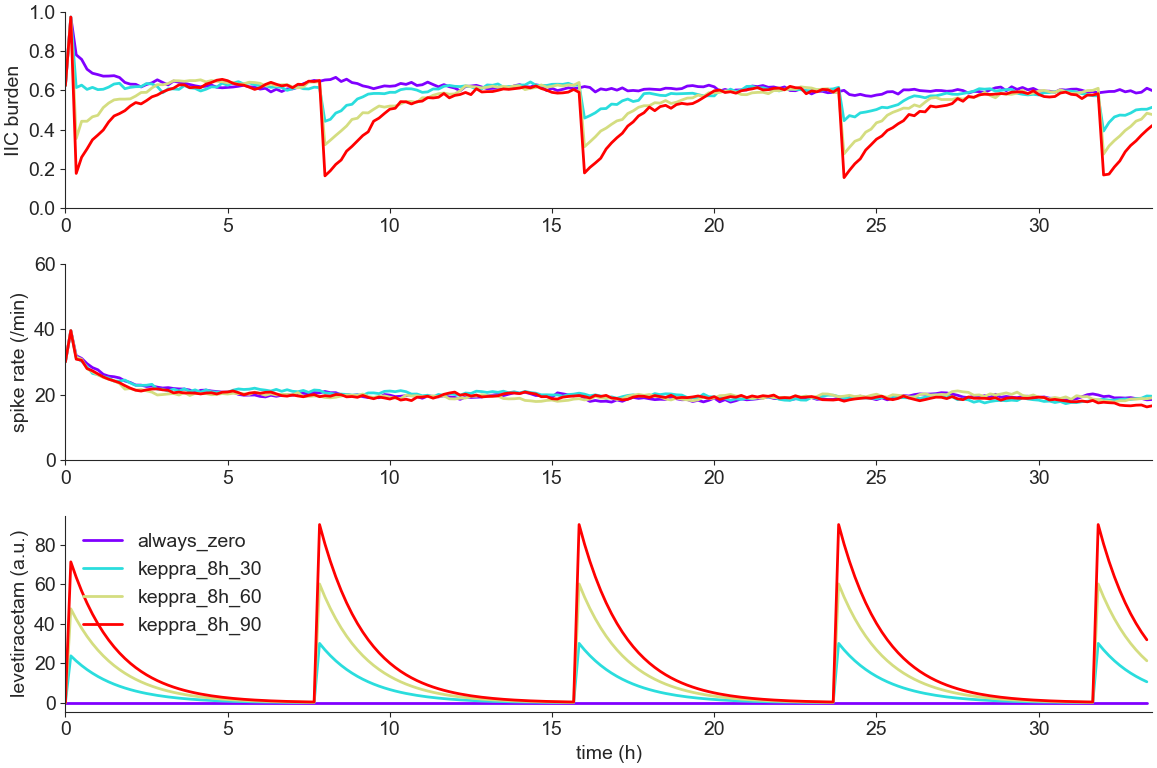 IIC burden
1.0
0.8
0.6
0.4
0.2
0.0
0 5 10 15 20 25 30
spike rate (/min)
60
40
20
0
0 5 10 15 20 25 30
levetiracetam (a.u.)
80
60
40
20
0
always_zero
keppra_8h_30
keppra_8h_60
keppra_8h_90
0 5 10 15 20 25 30
time (h)